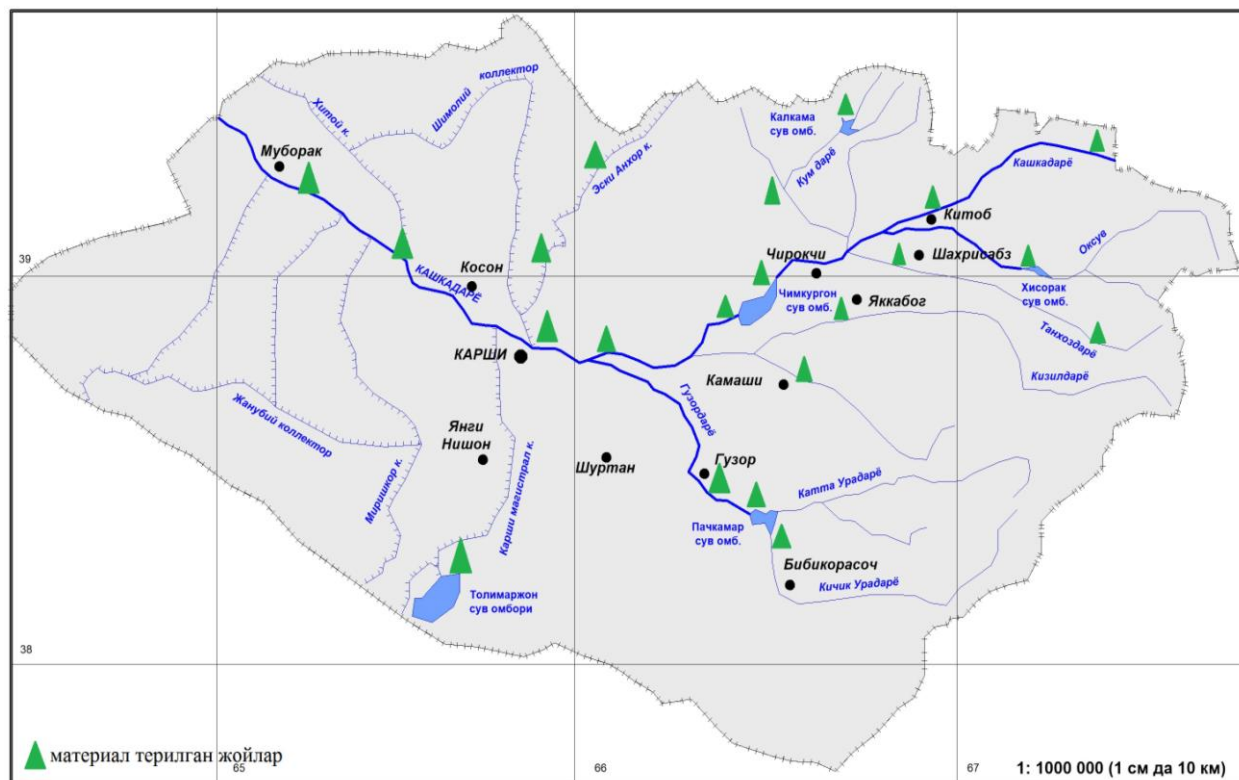 Шимолий
коллектор
Хитой к.
Калкама
сув омб.
Кум дарё
Эски Анхор к.
Муборак
Кашкадарё
Китоб
Оксув
39
Чирокчи
Шахрисабз
Косон
КАШКАДАРЁ
Чимкургон
сув омб.
Яккабог
Хисорак
сув омб.
Танхоздарё
КАРШИ
Камаши
Кизилдарё
Гузордарё
Жанубий коллектор
Янги
Нишон
Шуртан
Гузор
Катта Урадарё
Миришкор к.
Карши магистрал к.
Пачкамар
сув омб.
Бибикорасоч
Кичик Урадарё
Толимаржон
сув омбори
38
материал терилган жойлар
65
66
67
1: 1000 000 (1 см да 10 км)